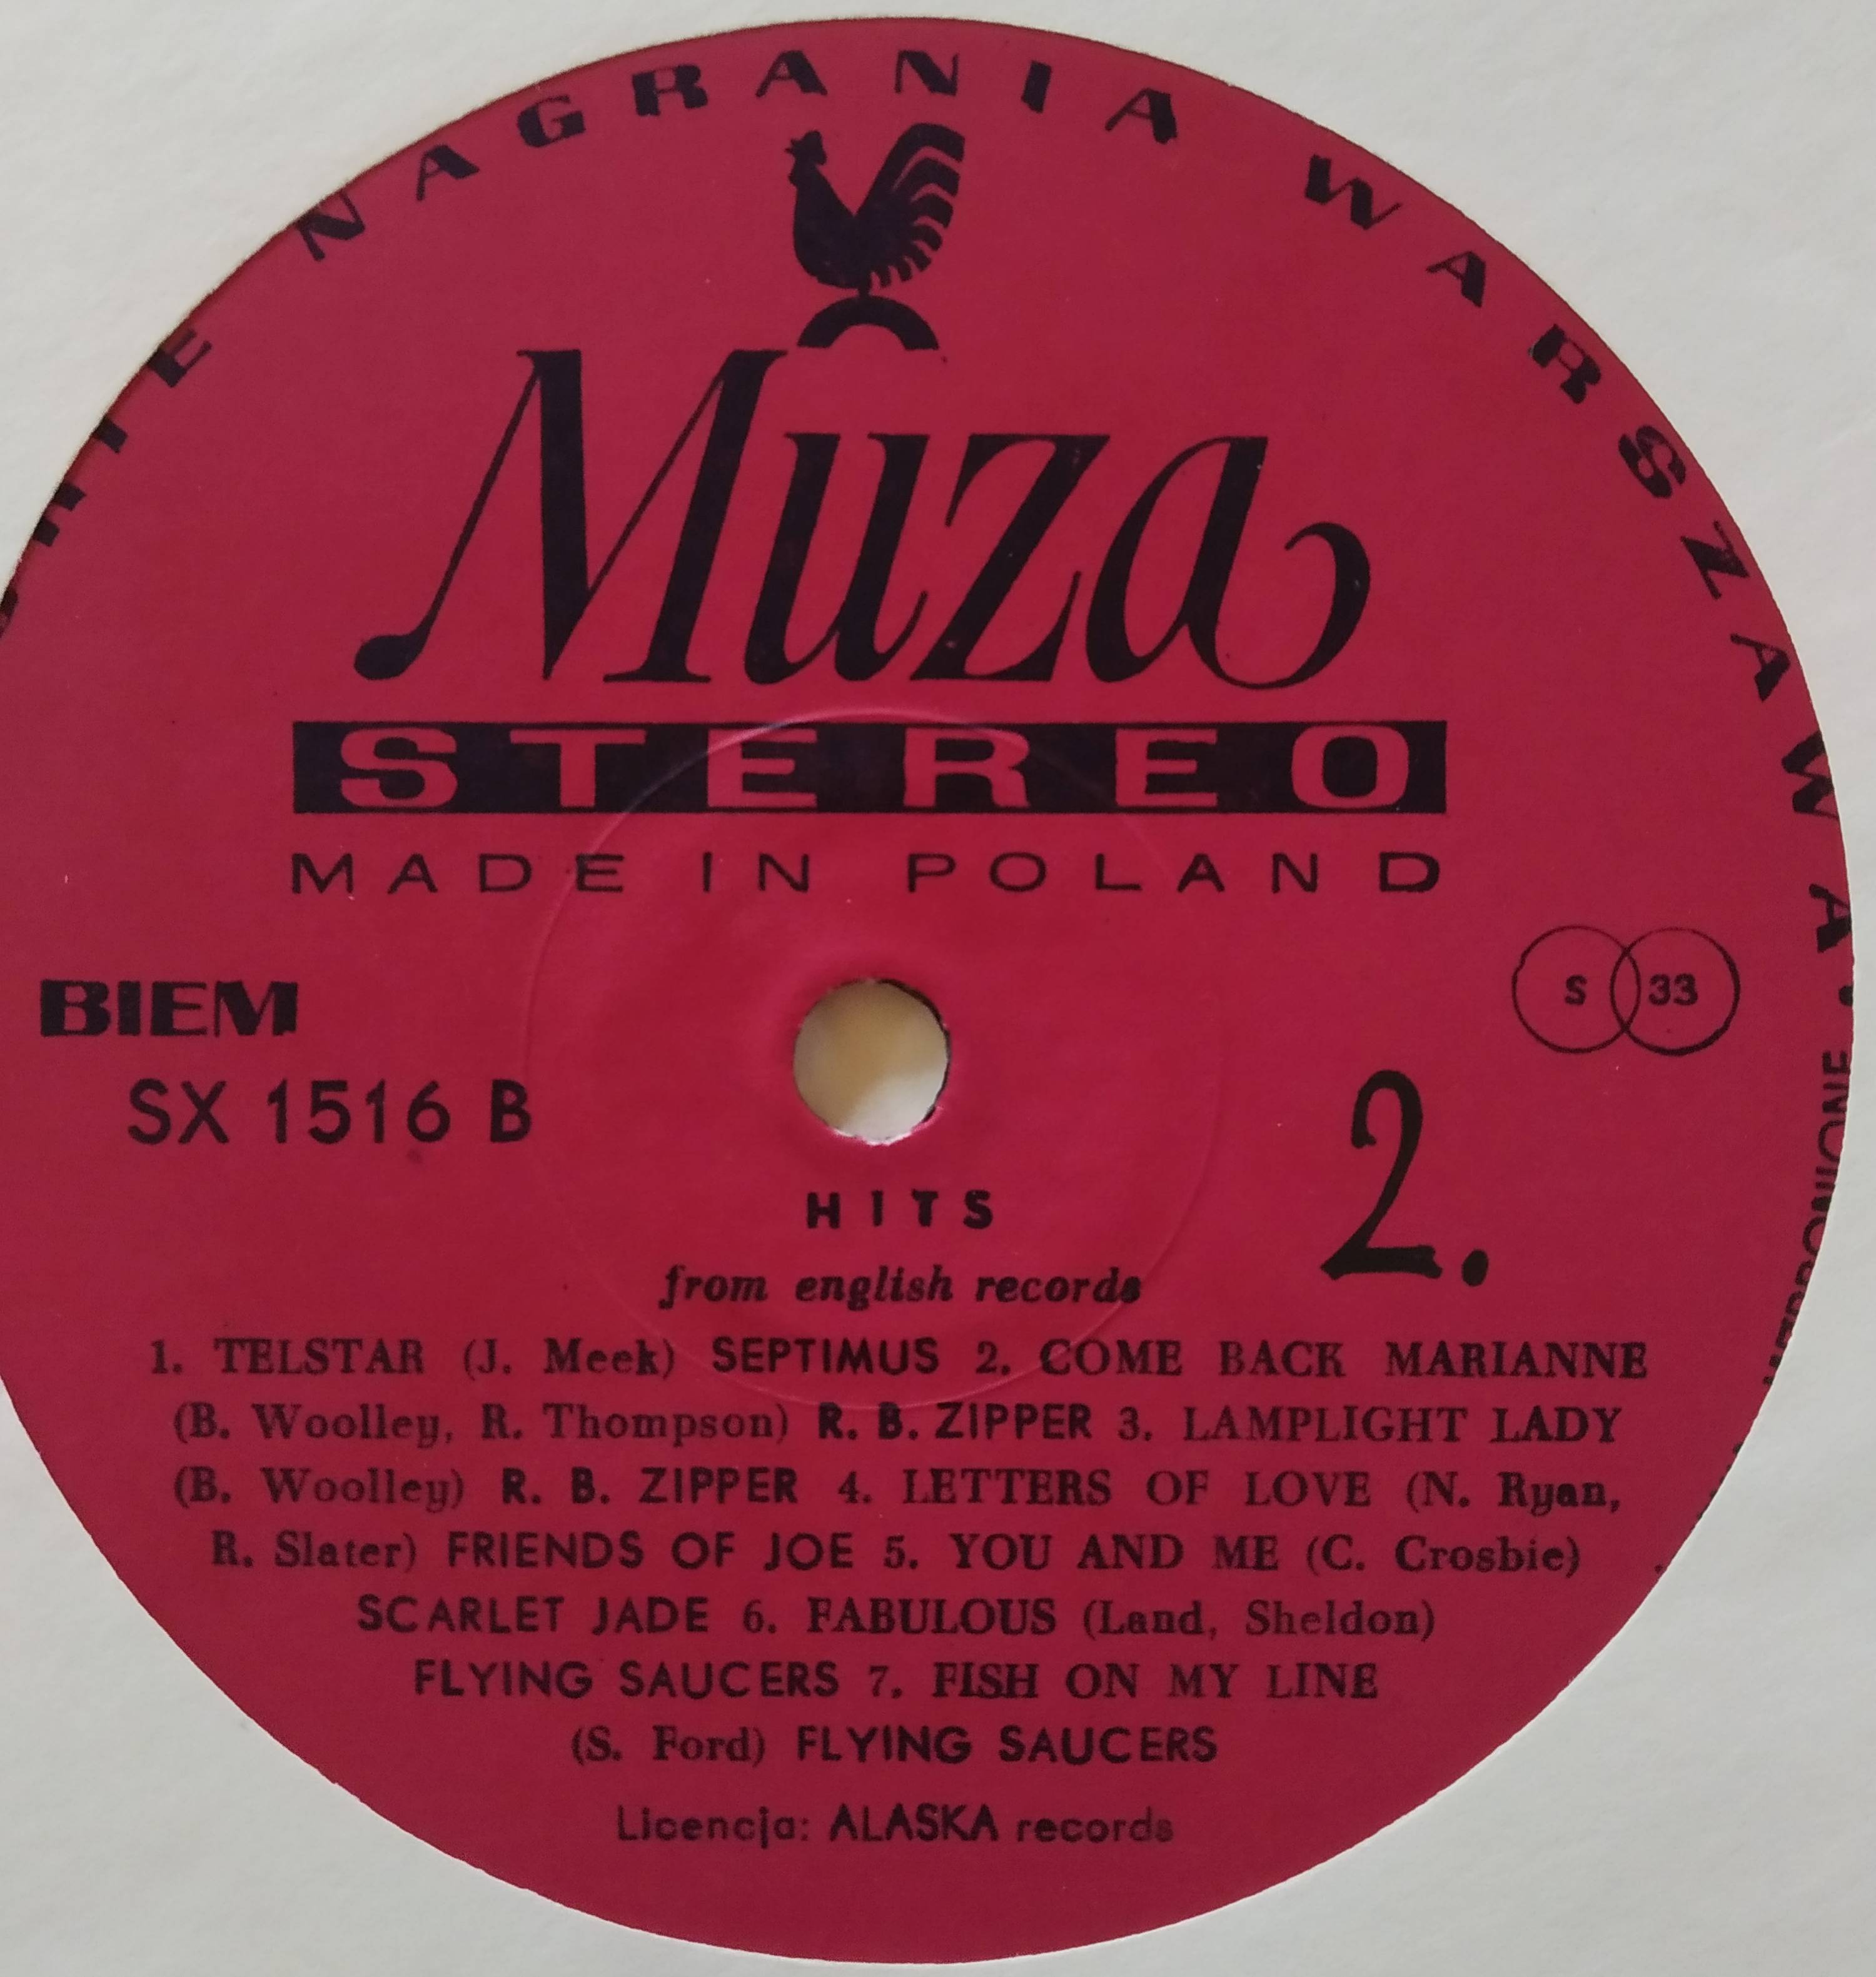 NAGRANIA WARSZAWA
Muza
STEREO
MADE IN POLAND
BIEM
S 33
SX 1516 B
2.
HITS
from english records
1. TELSTAR (J. Meek) SEPTIMUS 2. COME BACK MARIANNE
(B. Woolley, R. Thompson) R. B. ZIPPER 3. LAMPLIGHT LADY
(B. Woolley) R. B. ZIPPER 4. LETTERS OF LOVE (N. Ryan,
R. Slater) FRIENDS OF JOE 5. YOU AND ME (C. Crosbie)
SCARLET JADE 6. FABULOUS (Land, Sheldon)
FLYING SAUCERS 7. FISH ON MY LINE
(S. Ford) FLYING SAUCERS
Licencja: ALASKA records